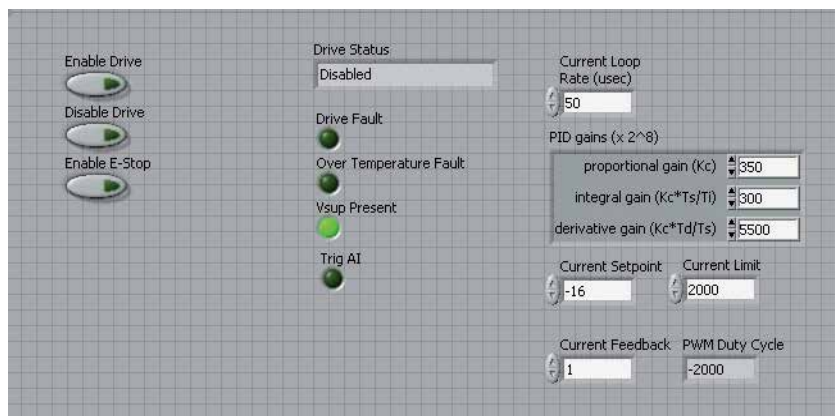 Enable Drive
Disable Drive
Enable E-Stop
Drive Status
Disabled
Drive Fault
Over Temperature Fault
Vsup Present
Trig AI
Current Loop
Rate (usec)
50
PID gains (x 2^8)
proportional gain (Kc) 350
integral gain (Kc*Ts/Ti) 300
derivative gain (Kc*Td/Ts) 5500
Current Setpoint Current Limit
-16 2000
Current Feedback PWM Duty Cycle
1 -2000